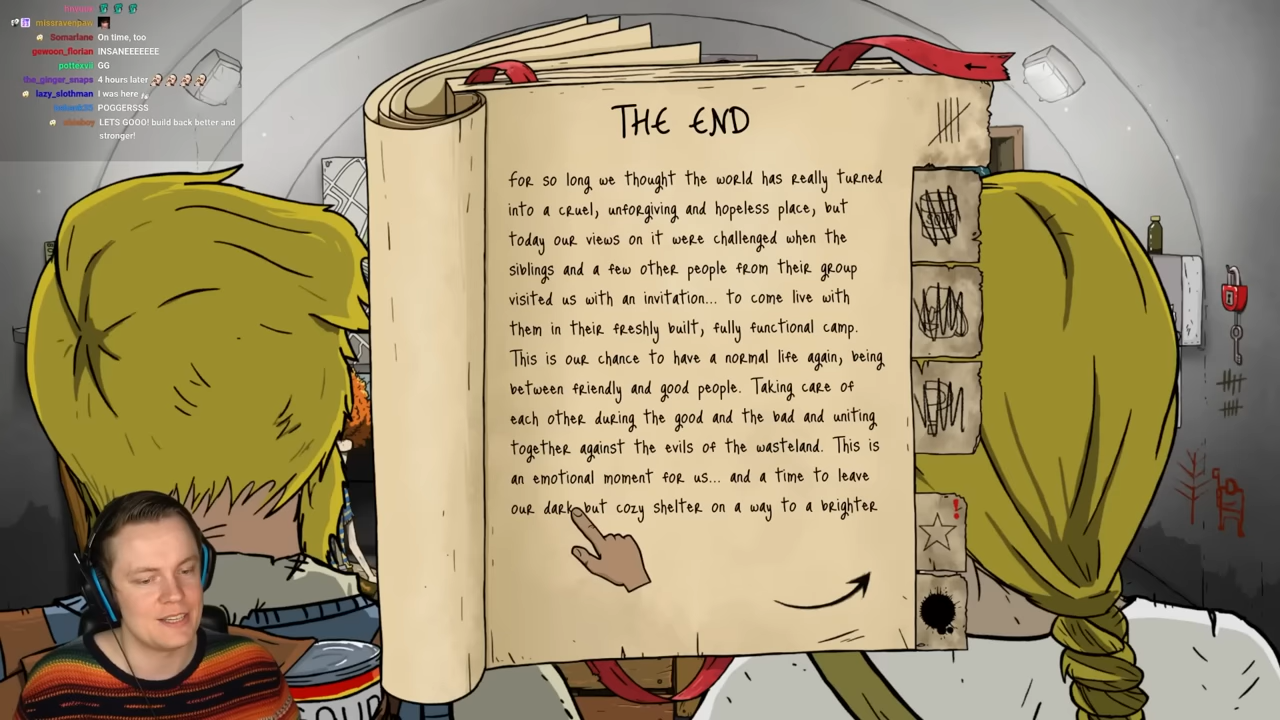 missravenpaw
Somarlane On time, too
gewoon_florian INSANEEEEEE
pottexvii GG
the_ginger_snaps 4 hours later
lazy_slothman I was here
POGGERSSS
LETS GOOO! build back better and
stronger!
THE END
for so long we thought the world has really turned
into a cruel, unforgiving and hopeless place, but
today our views on it were challenged when the
siblings and a few other people from their group
visited us with an invitation... to come live with
them in their freshly built, fully functional camp.
This is our chance to have a normal life again, being
between friendly and good people. Taking care of
each other during the good and the bad and uniting
together against the evils of the wasteland. This is
an emotional moment for us... and a time to leave
our dark but cozy shelter on a way to a brighter
SOUP